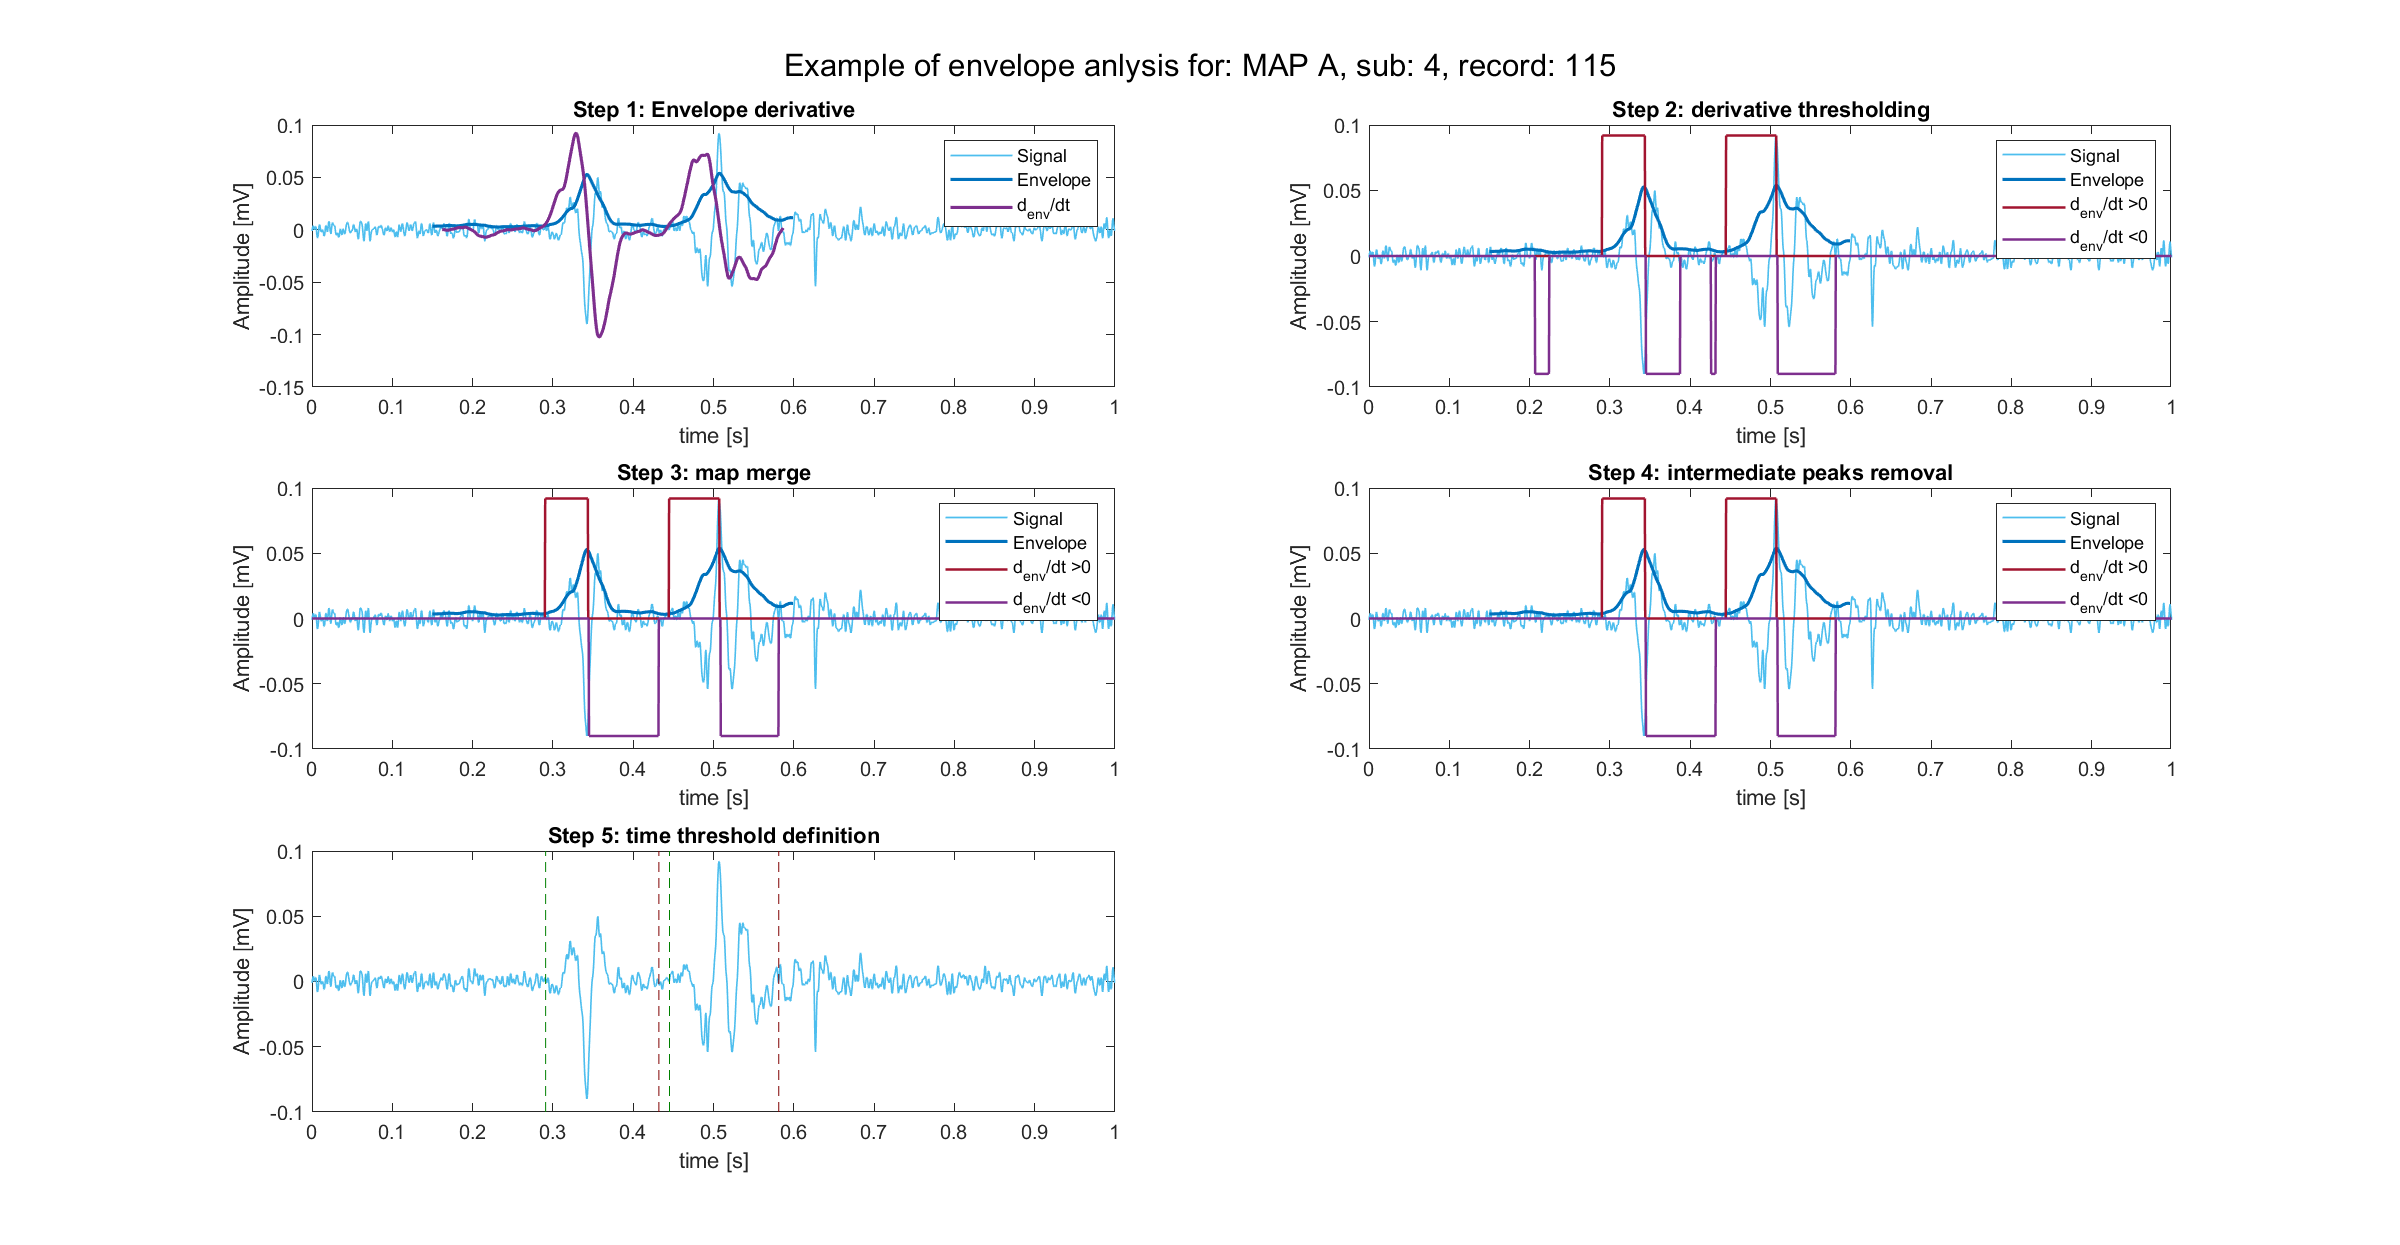 Example of envelope anlysis for: MAP A, sub: 4, record: 115
Step 1: Envelope derivative
0.1
0.05
0
-0.05
-0.1
-0.15
Amplitude [mV]
Signal
Envelope
d_env/dt
0 0.1 0.2 0.3 0.4 0.5 0.6 0.7 0.8 0.9 1
time [s]
Step 2: derivative thresholding
0.1
0.05
0
-0.05
-0.1
Amplitude [mV]
Signal
Envelope
d_env/dt >0
d_env/dt <0
0 0.1 0.2 0.3 0.4 0.5 0.6 0.7 0.8 0.9 1
time [s]
Step 3: map merge
0.1
0.05
0
-0.05
-0.1
Amplitude [mV]
Signal
Envelope
d_env/dt >0
d_env/dt <0
0 0.1 0.2 0.3 0.4 0.5 0.6 0.7 0.8 0.9 1
time [s]
Step 4: intermediate peaks removal
0.1
0.05
0
-0.05
-0.1
Amplitude [mV]
Signal
Envelope
d_env/dt >0
d_env/dt <0
0 0.1 0.2 0.3 0.4 0.5 0.6 0.7 0.8 0.9 1
time [s]
Step 5: time threshold definition
0.1
0.05
0
-0.05
-0.1
Amplitude [mV]
0 0.1 0.2 0.3 0.4 0.5 0.6 0.7 0.8 0.9 1
time [s]